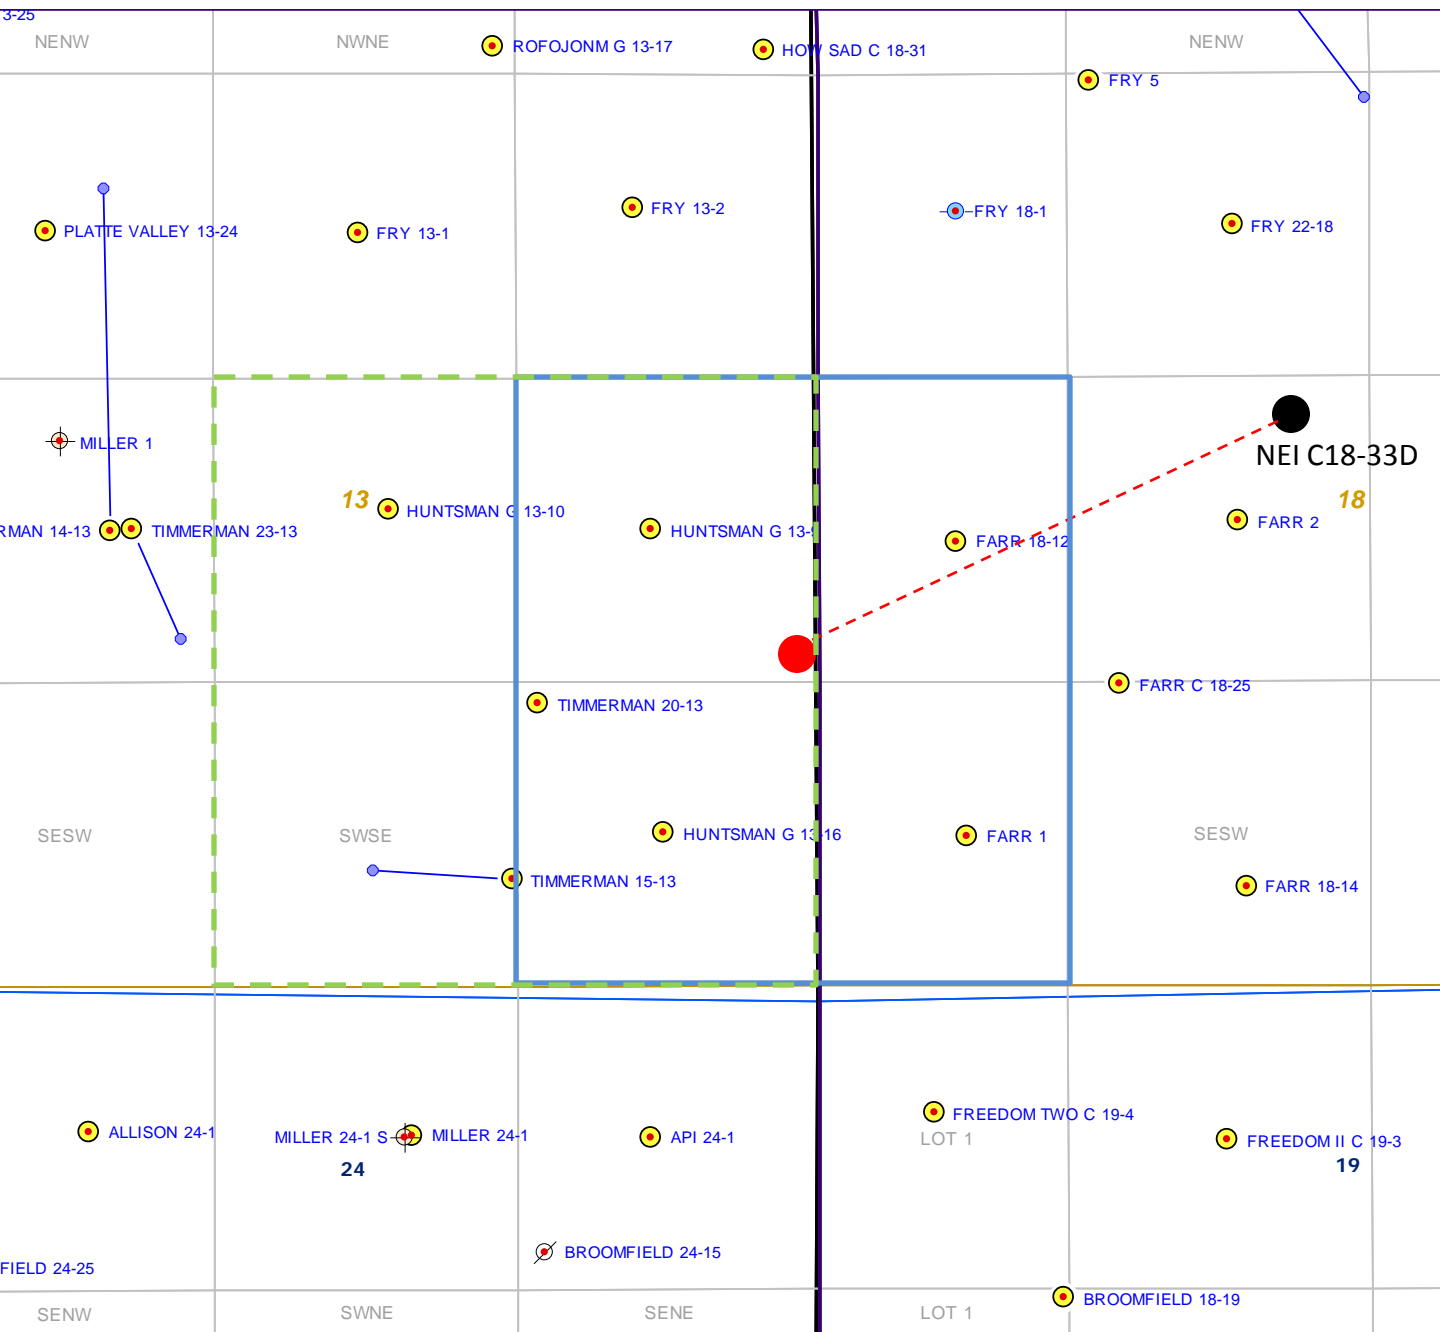 3-25
NENW
NWNE
ROFOJONM G 13-17
HOW SAD C 18-31
NENW
FRY 5
PLATTE VALLEY 13-24
FRY 13-1
FRY 13-2
FRY 18-1
FRY 22-18
MILLER 1
NEI C18-33D
13
HUNTSMAN G 13-10
18
RMAN 14-13
TIMMERMAN 23-13
HUNTSMAN G 13-9
FARR 18-12
FARR 2
TIMMERMAN 20-13
FARR C 18-25
SESW
SWSE
HUNTSMAN G 13-16
FARR 1
SESW
TIMMERMAN 15-13
FARR 18-14
ALLISON 24-1
MILLER 24-1 S
MILLER 24-1
API 24-1
FREEDOM TWO C 19-4
LOT 1
FREEDOM II C 19-3
24
19
BROOMFIELD 24-15
FIELD 24-25
BROOMFIELD 18-19
SENW
SWNE
SENE
LOT 1